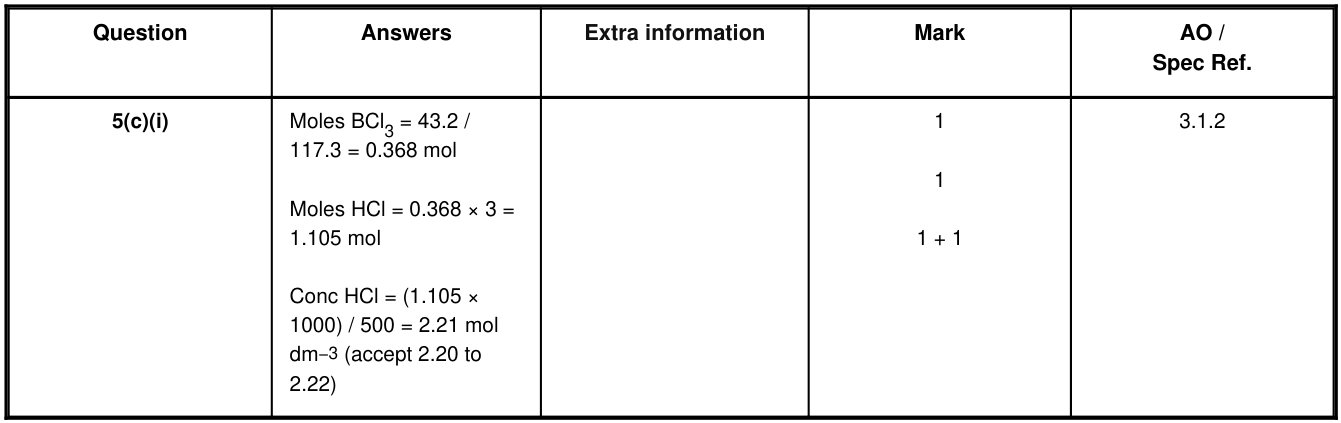 Question Answers Extra information Mark AO /
Spec Ref.
5(c)(i)
Moles BCl₃ = 43.2 /
117.3 = 0.368 mol
Moles HCl = 0.368 × 3 =
1.105 mol
Conc HCl = (1.105 ×
1000) / 500 = 2.21 mol
dm−3 (accept 2.20 to
2.22)
1
1
1 + 1
3.1.2